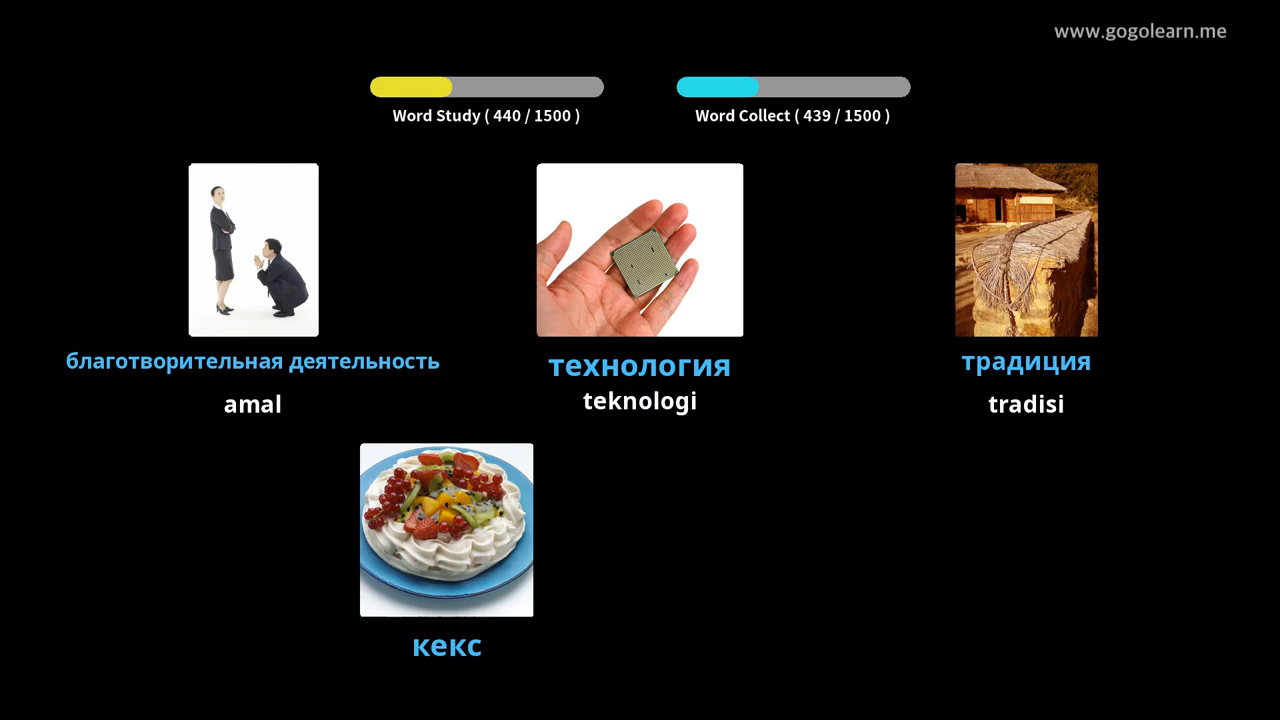 www.gogolearn.me
Word Study ( 440 / 1500 )
Word Collect ( 439 / 1500 )
благотворительная деятельность
amal
технология
teknologi
традиция
tradisi
кекс